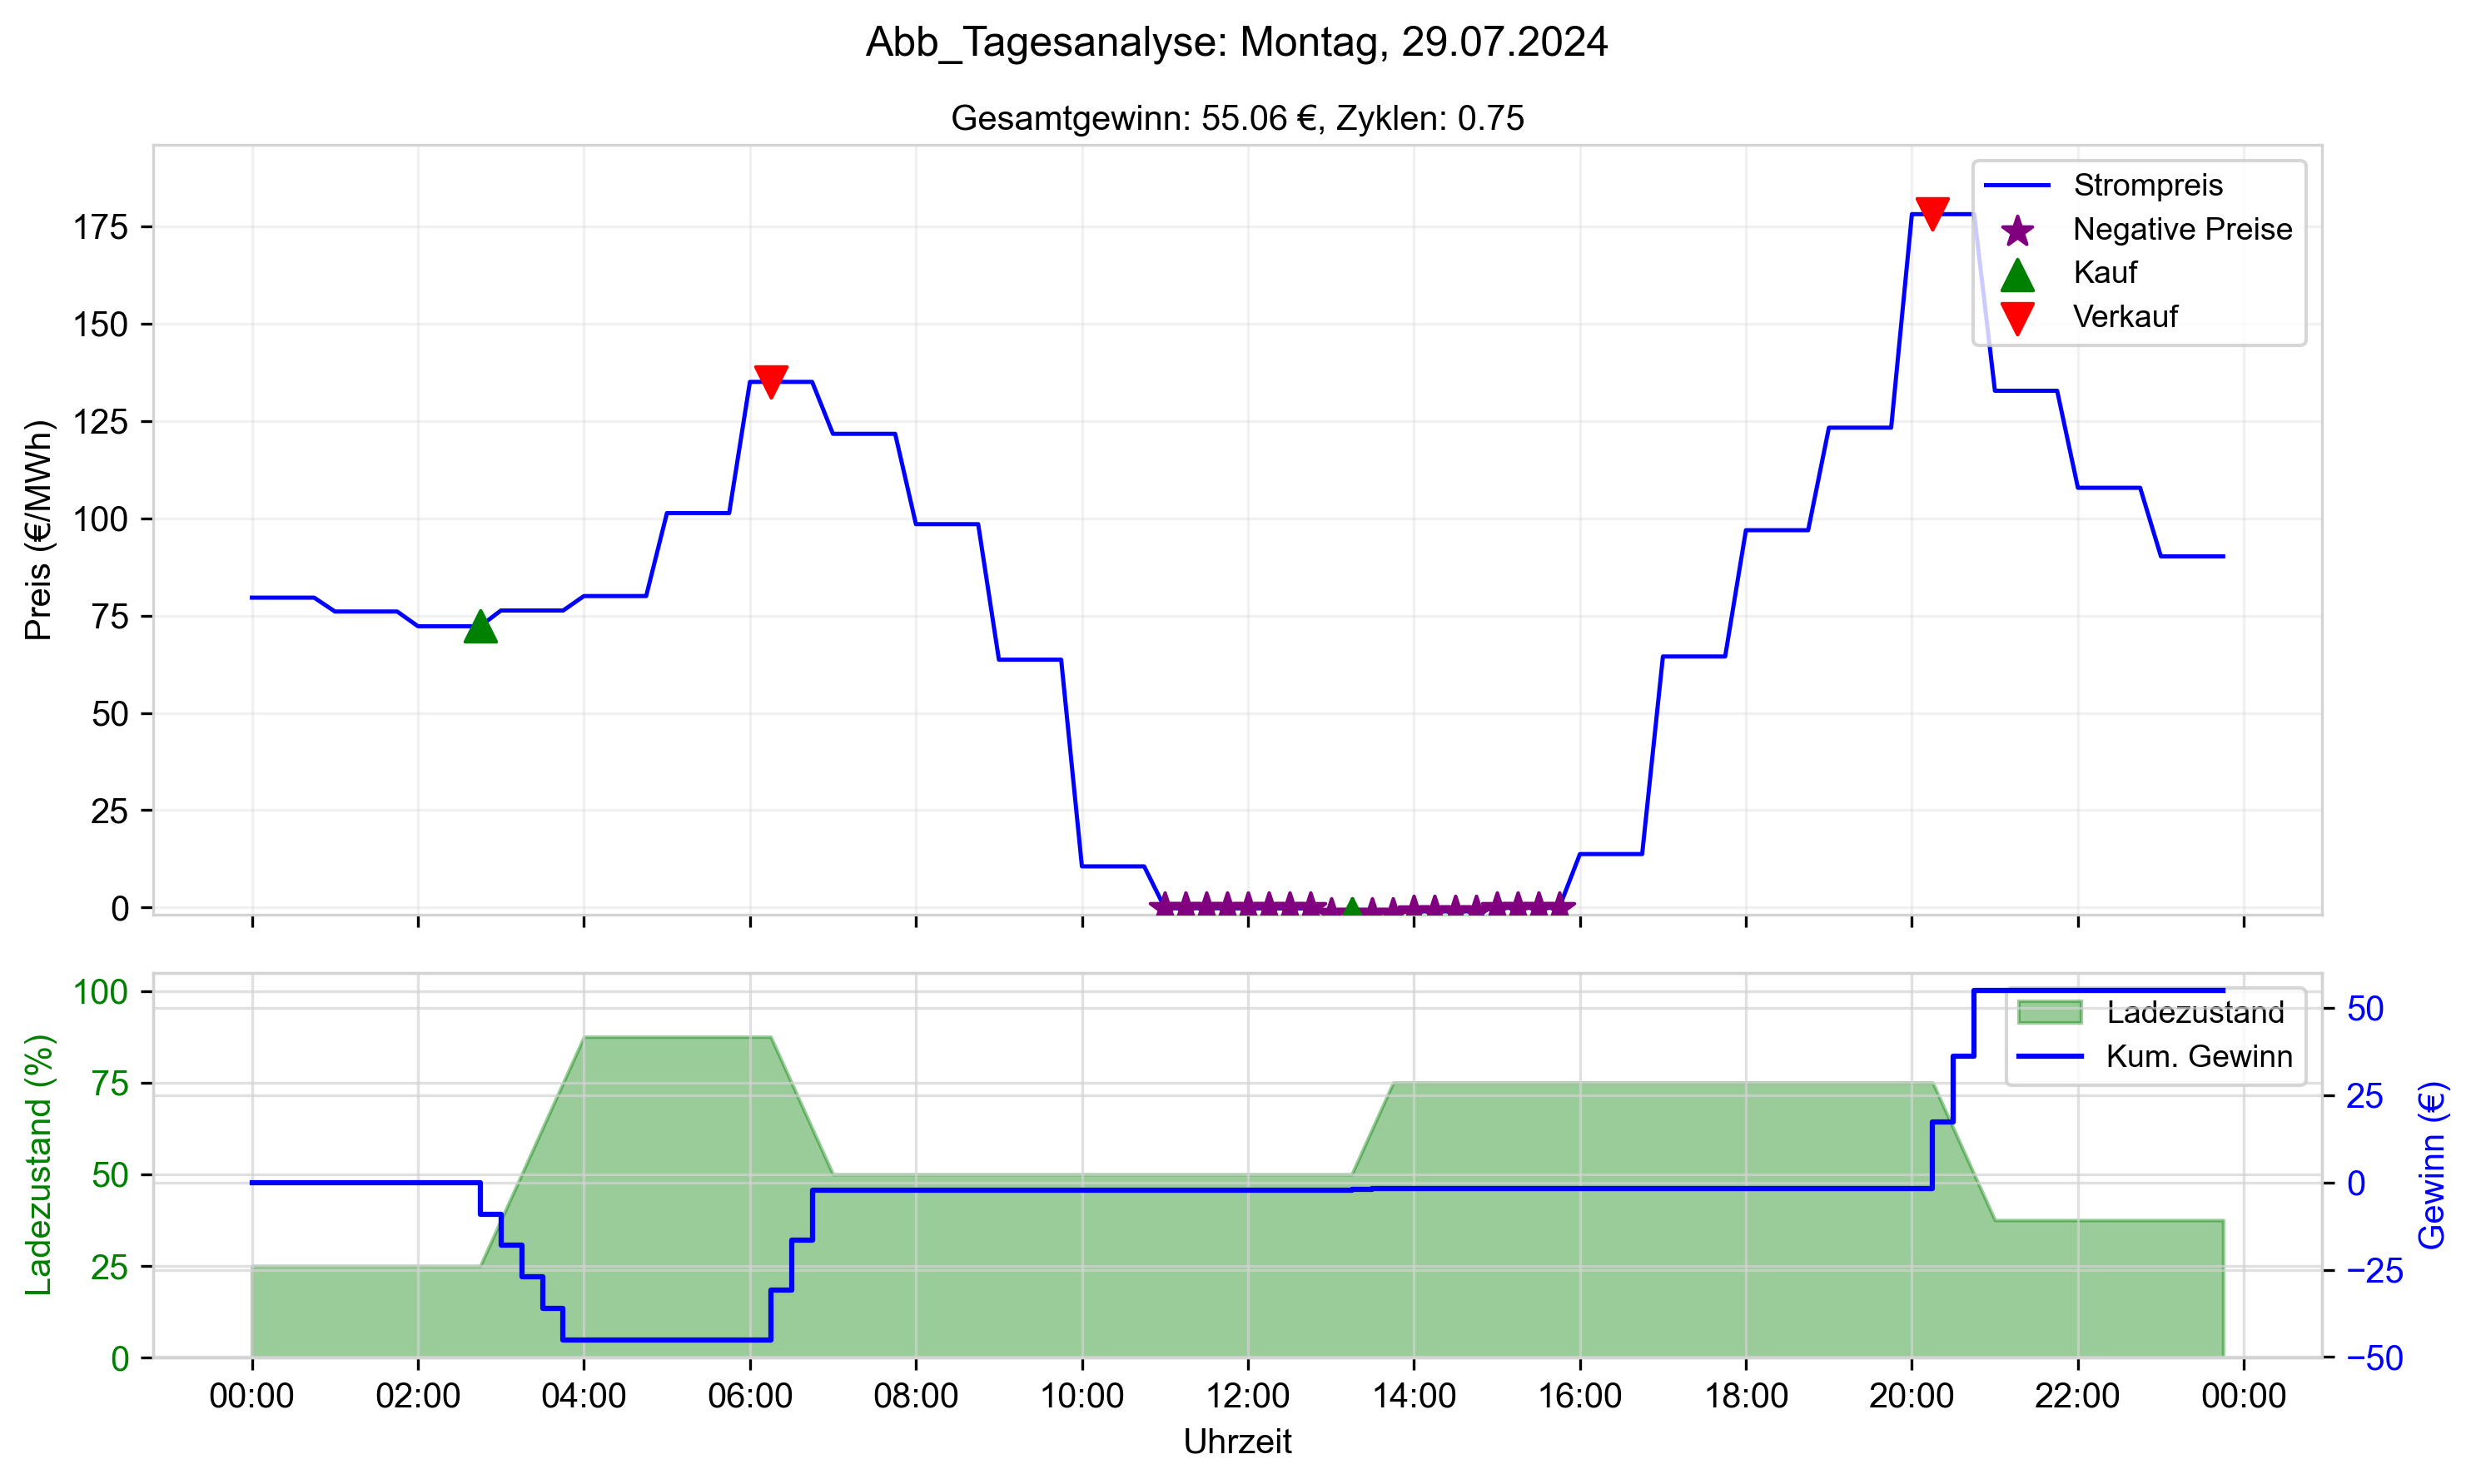 Abb_Tagesanalyse: Montag, 29.07.2024
Gesamtgewinn: 55.06 €, Zyklen: 0.75
Preis (€/MWh)
175
150
125
100
75
50
25
0
Strompreis
Negative Preise
Kauf
Verkauf
Ladezustand (%)
100
75
50
25
0
Ladezustand
Kum. Gewinn
50
25
0
−25
−50
Gewinn (€)
00:00 02:00 04:00 06:00 08:00 10:00 12:00 14:00 16:00 18:00 20:00 22:00 00:00
Uhrzeit